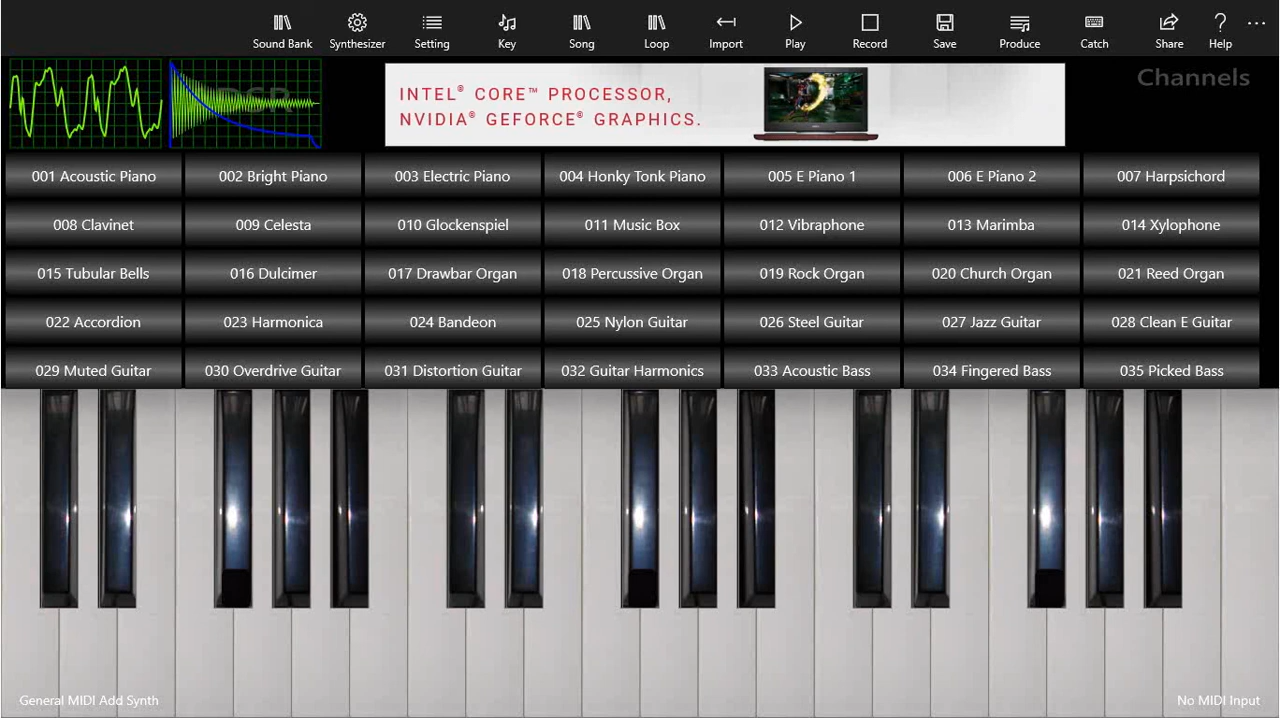 Sound Bank
Synthesizer
Setting
Key
Song
Loop
Import
Play
Record
Save
Produce
Catch
Share
Help
INTEL® CORE™ PROCESSOR,
NVIDIA® GEFORCE® GRAPHICS.
Channels
001 Acoustic Piano
002 Bright Piano
003 Electric Piano
004 Honky Tonk Piano
005 E Piano 1
006 E Piano 2
007 Harpsichord
008 Clavinet
009 Celesta
010 Glockenspiel
011 Music Box
012 Vibraphone
013 Marimba
014 Xylophone
015 Tubular Bells
016 Dulcimer
017 Drawbar Organ
018 Percussive Organ
019 Rock Organ
020 Church Organ
021 Reed Organ
022 Accordion
023 Harmonica
024 Bandeon
025 Nylon Guitar
026 Steel Guitar
027 Jazz Guitar
028 Clean E Guitar
029 Muted Guitar
030 Overdrive Guitar
031 Distortion Guitar
032 Guitar Harmonics
033 Acoustic Bass
034 Fingered Bass
035 Picked Bass
General MIDI Add Synth
No MIDI Input